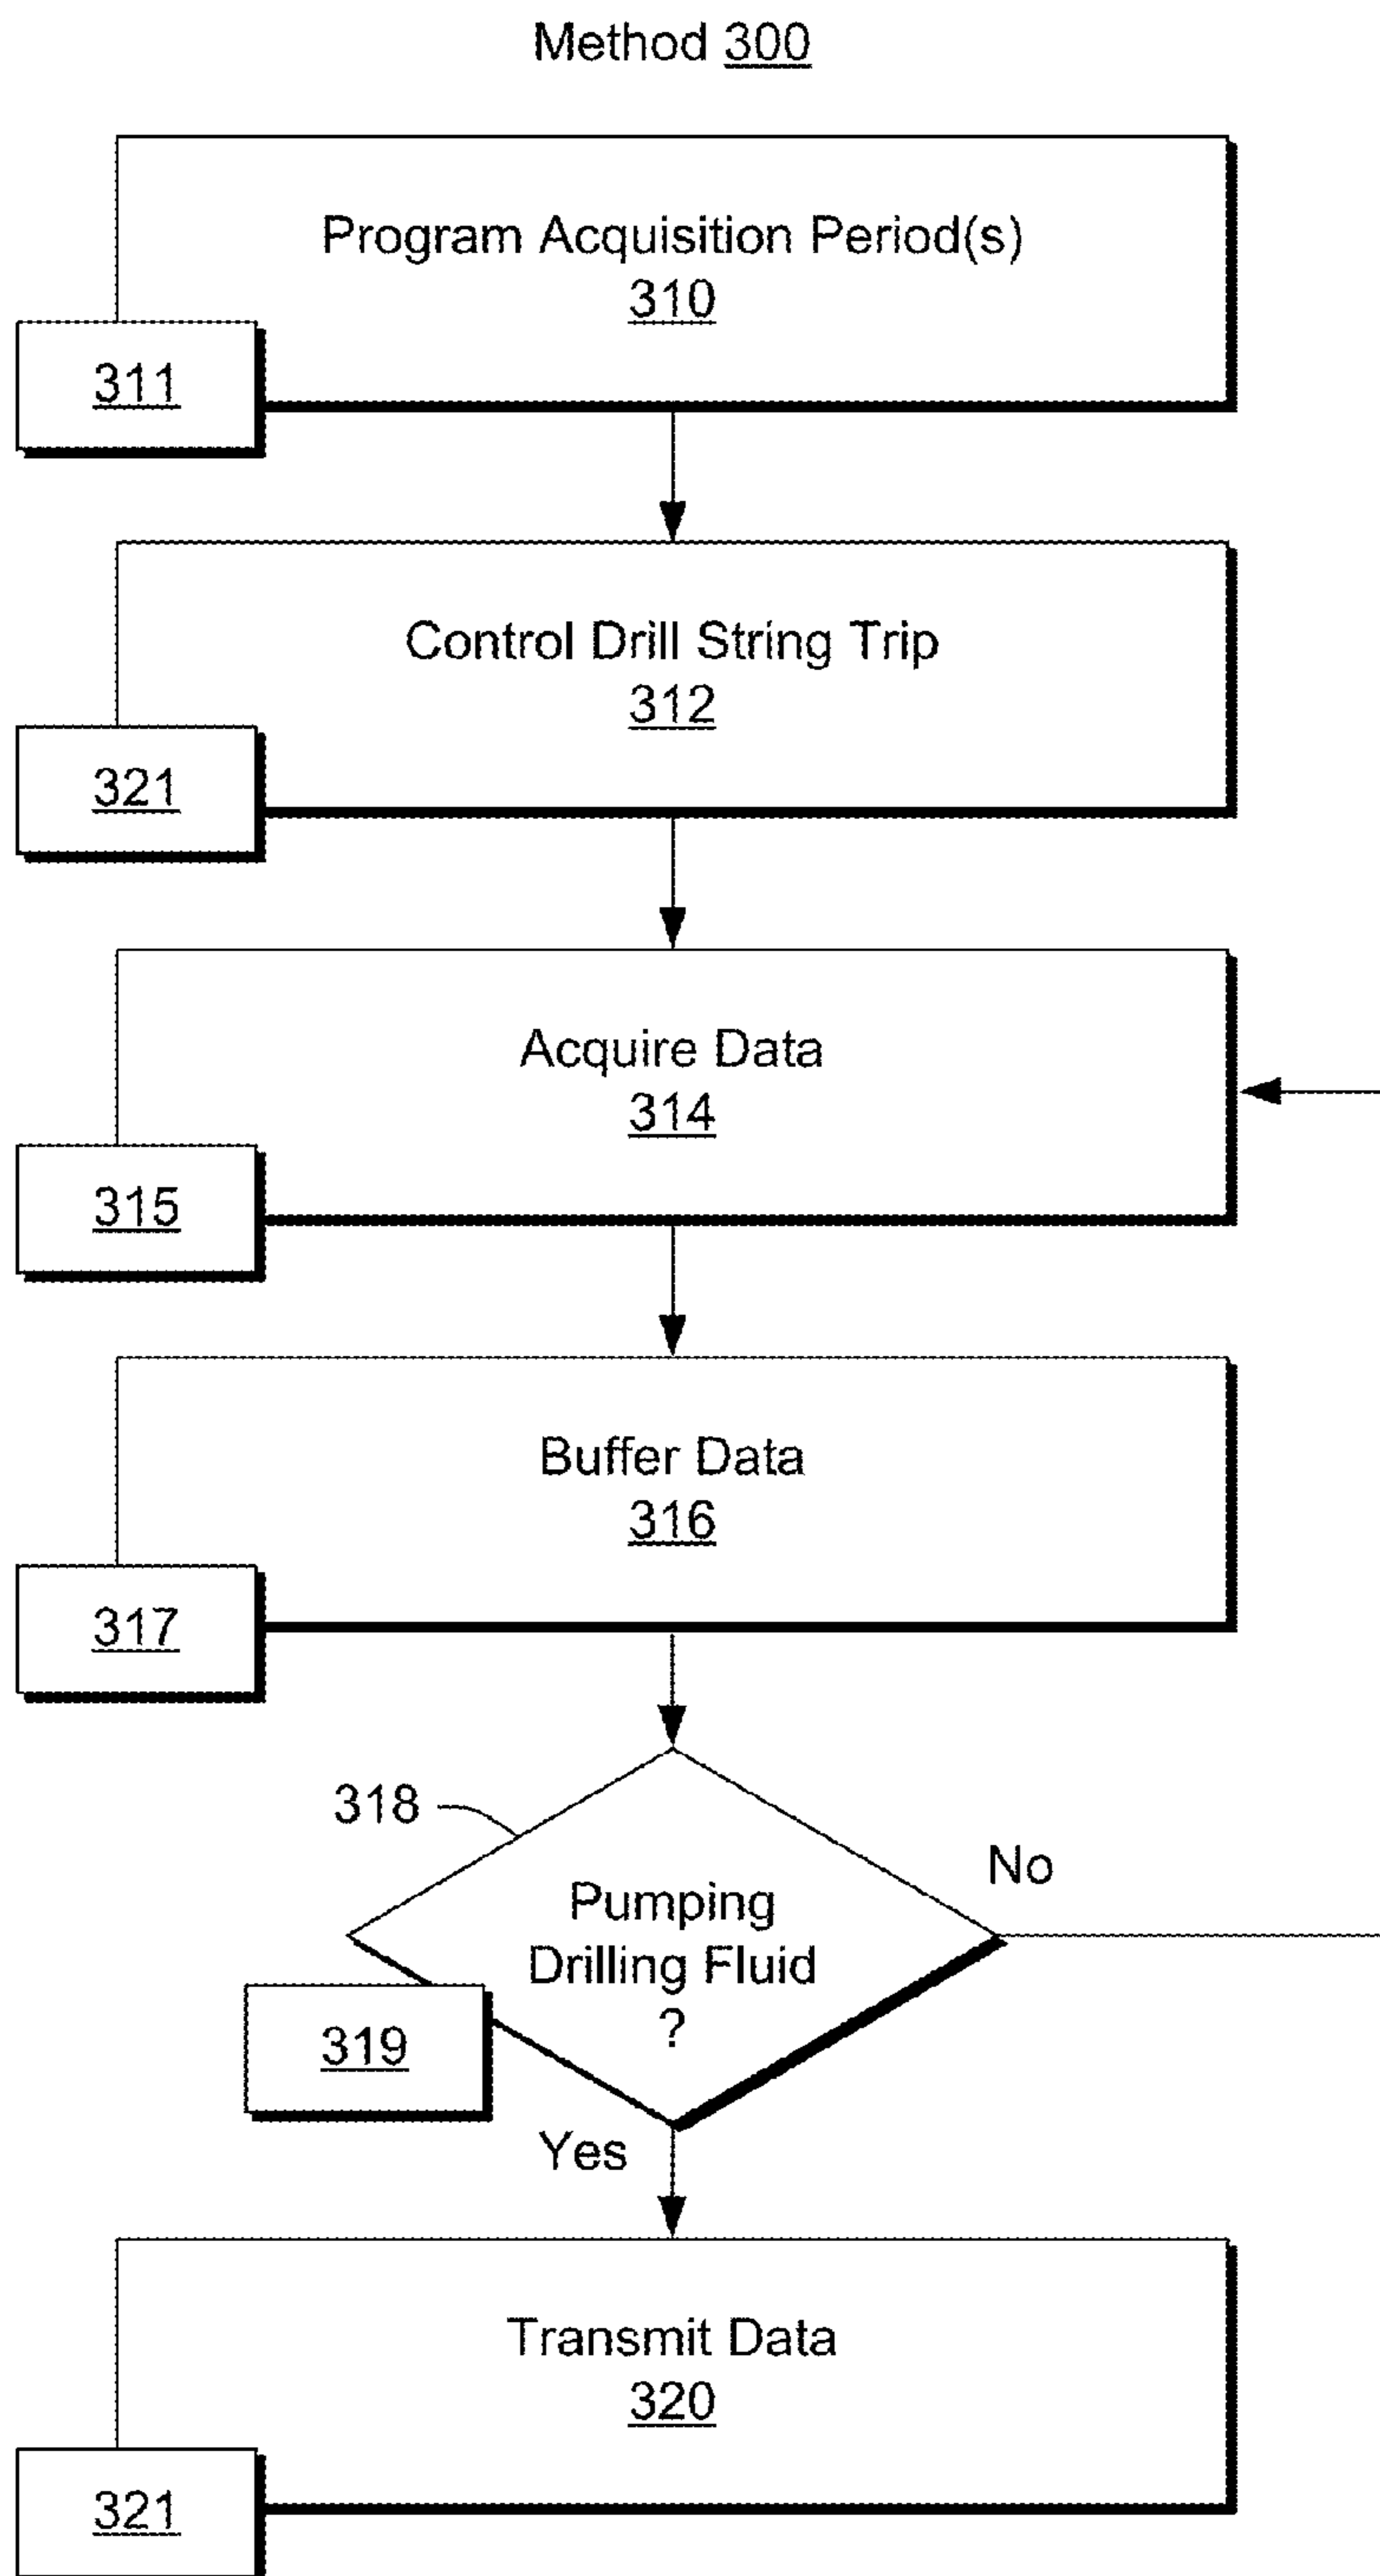 Method 300
Program Acquisition Period(s)
310
311
Control Drill String Trip
312
321
Acquire Data
314
315
Buffer Data
316
317
318
No
Pumping
Drilling Fluid
?
319
Yes
Transmit Data
320
321